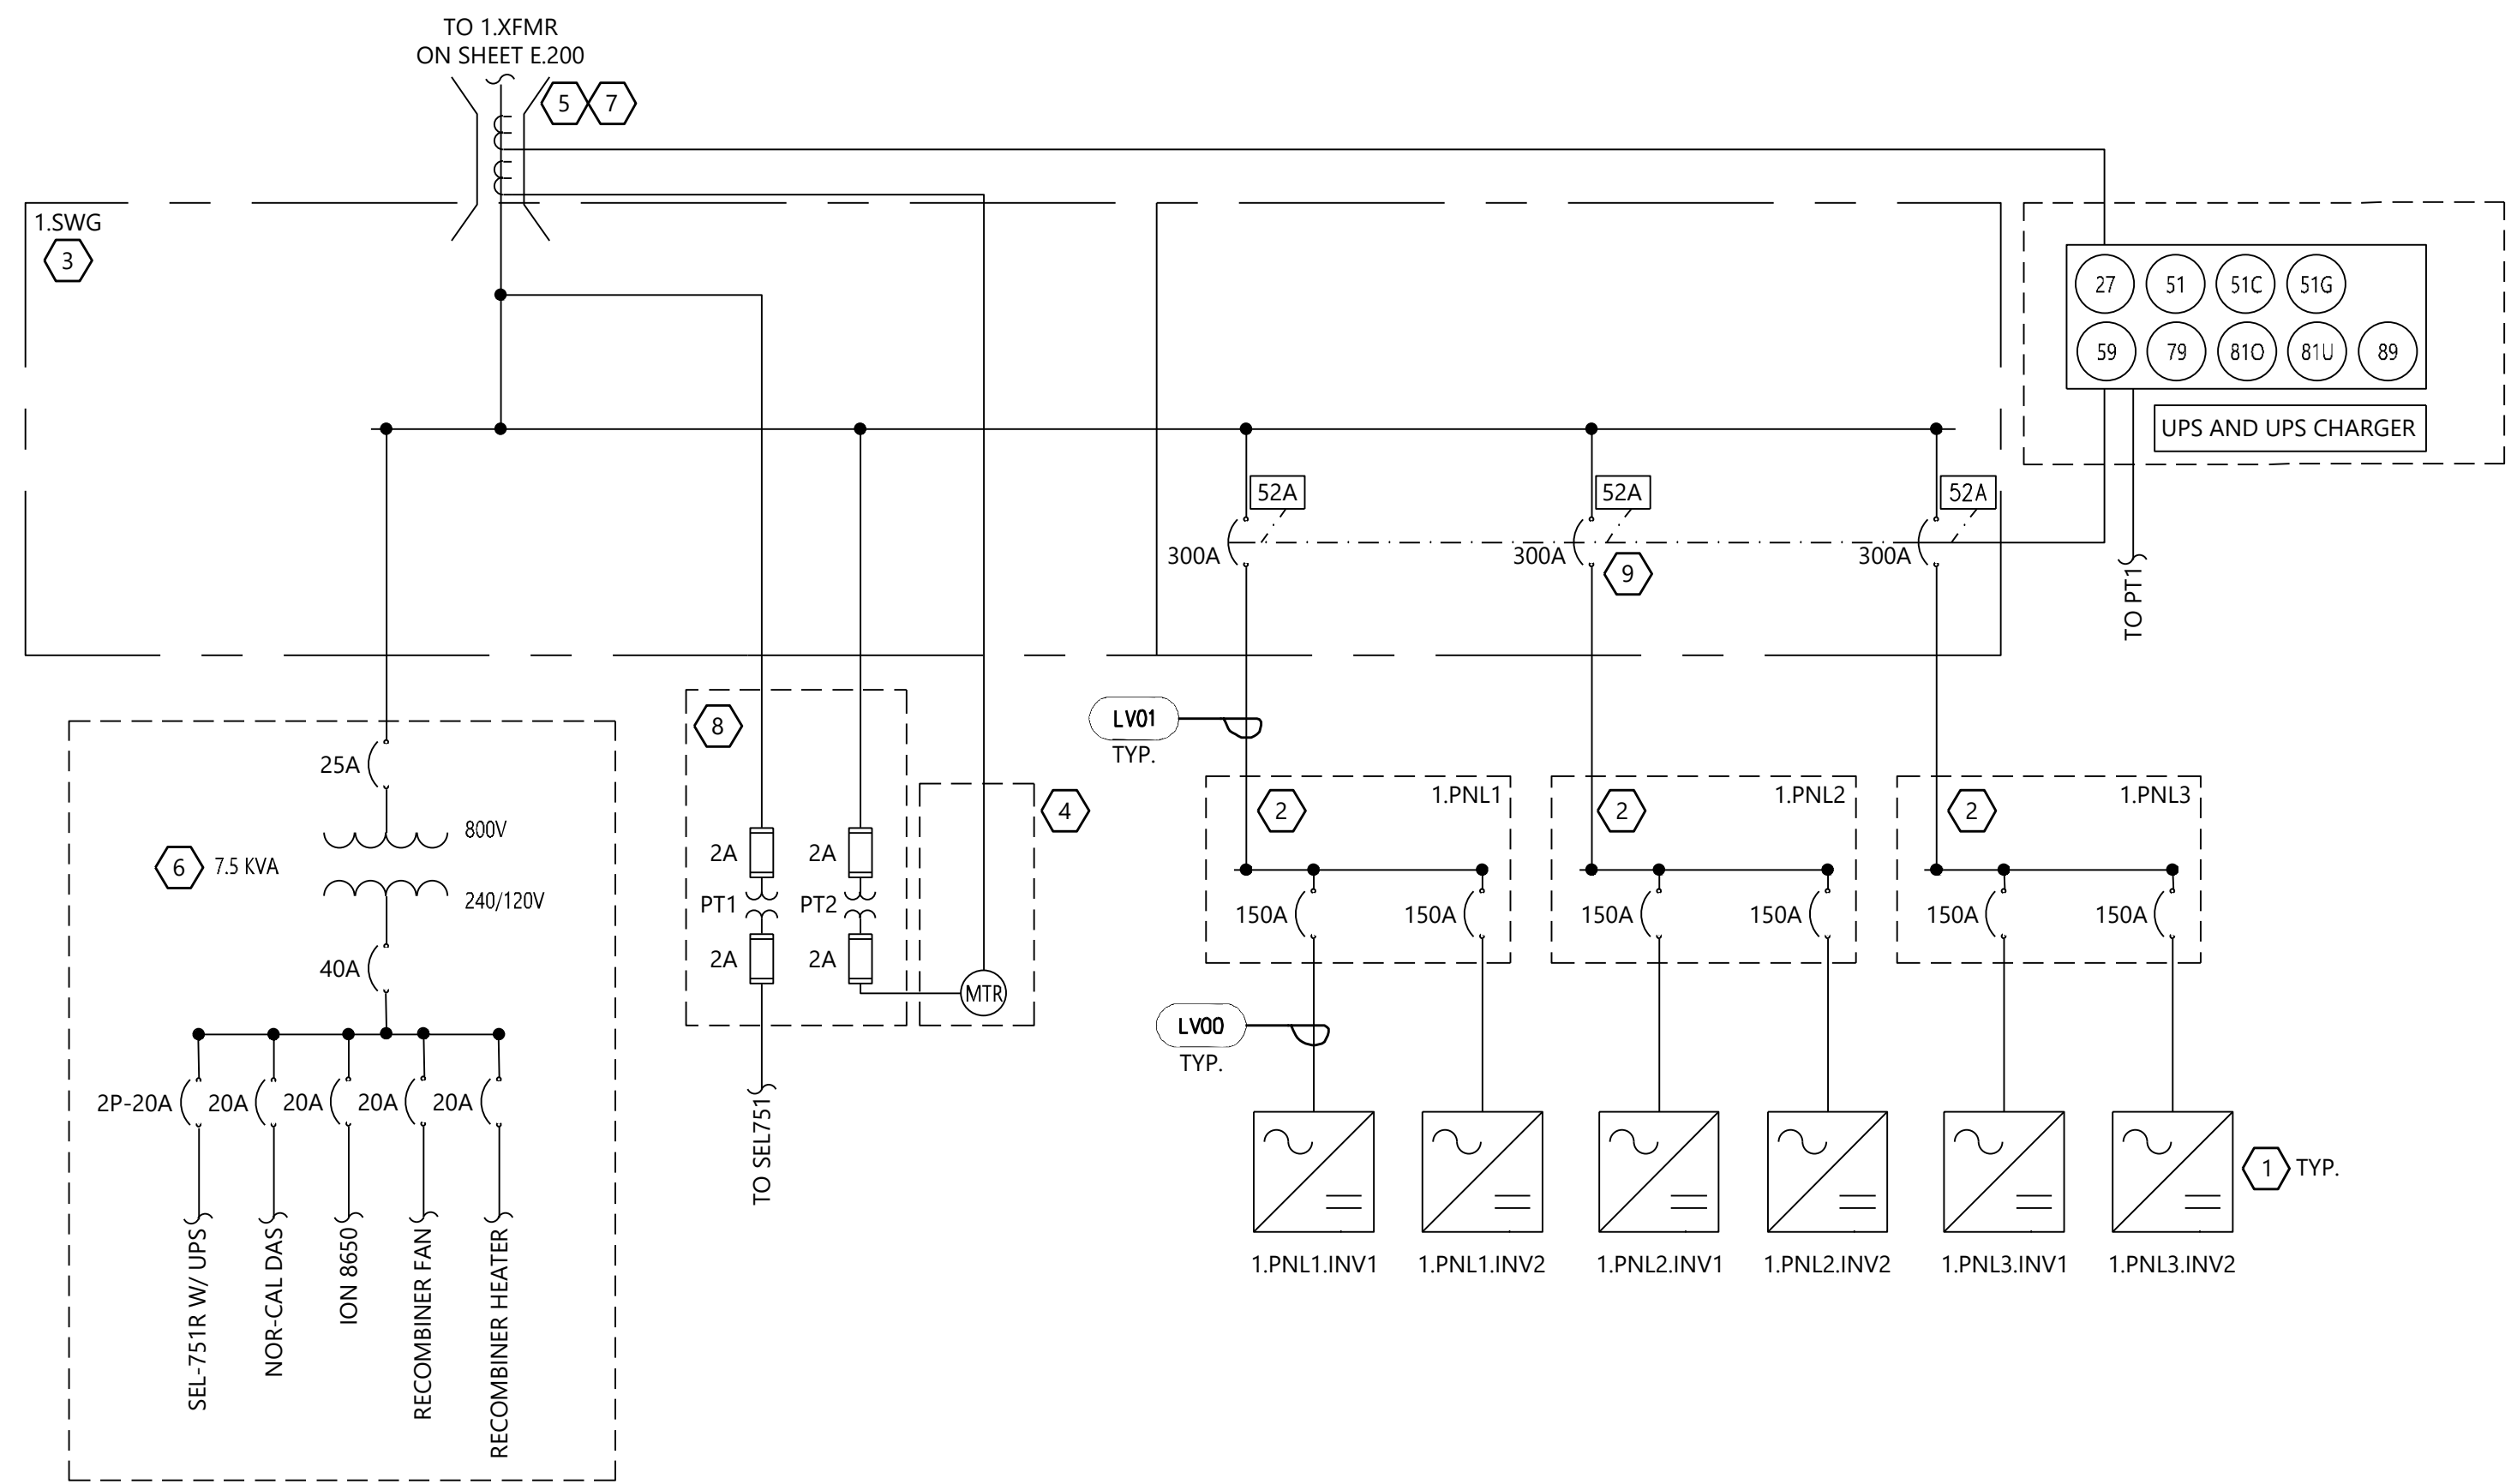 TO 1.XFMR
ON SHEET E.200
5
7
1.SWG
3
27
51
51C
51G
59
79
81O
81U
89
UPS AND UPS CHARGER
52A
52A
52A
300A
300A
300A
9
TO PT1
LV01
TYP.
8
4
25A
800V
6
7.5 KVA
240/120V
40A
2A
2A
PT1
PT2
2A
2A
MTR
2
1.PNL1
2
1.PNL2
2
1.PNL3
150A
150A
150A
150A
150A
150A
LV00
TYP.
2P-20A
20A
20A
20A
20A
TO SEL751
1
TYP.
SEL-751R W/ UPS
NOR-CAL DAS
ION 8650
RECOMBINER FAN
RECOMBINER HEATER
1.PNL1.INV1
1.PNL1.INV2
1.PNL2.INV1
1.PNL2.INV2
1.PNL3.INV1
1.PNL3.INV2